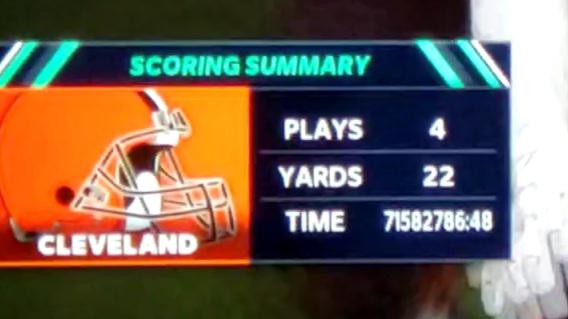 SCORING SUMMARY
PLAYS 4
YARDS 22
TIME 71582786:48
CLEVELAND